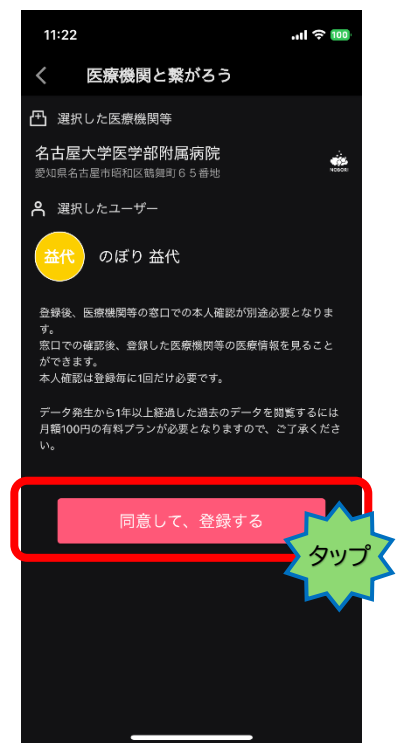 11:22
100
医療機関と繋がろう
選択した医療機関等
名古屋大学医学部附属病院
愛知県名古屋市昭和区鶴舞町65番地
NOBORI
選択したユーザー
益代
のぼり 益代
登録後、医療機関等の窓口での本人確認が別途必要となりま
す。
窓口での確認後、登録した医療機関等の医療情報を見ること
ができます。
本人確認は登録毎に1回だけ必要です。
データ発生から1年以上経過した過去のデータを閲覧するには
月額100円の有料プランが必要となりますので、ご了承くださ
い。
同意して、登録する
タップ